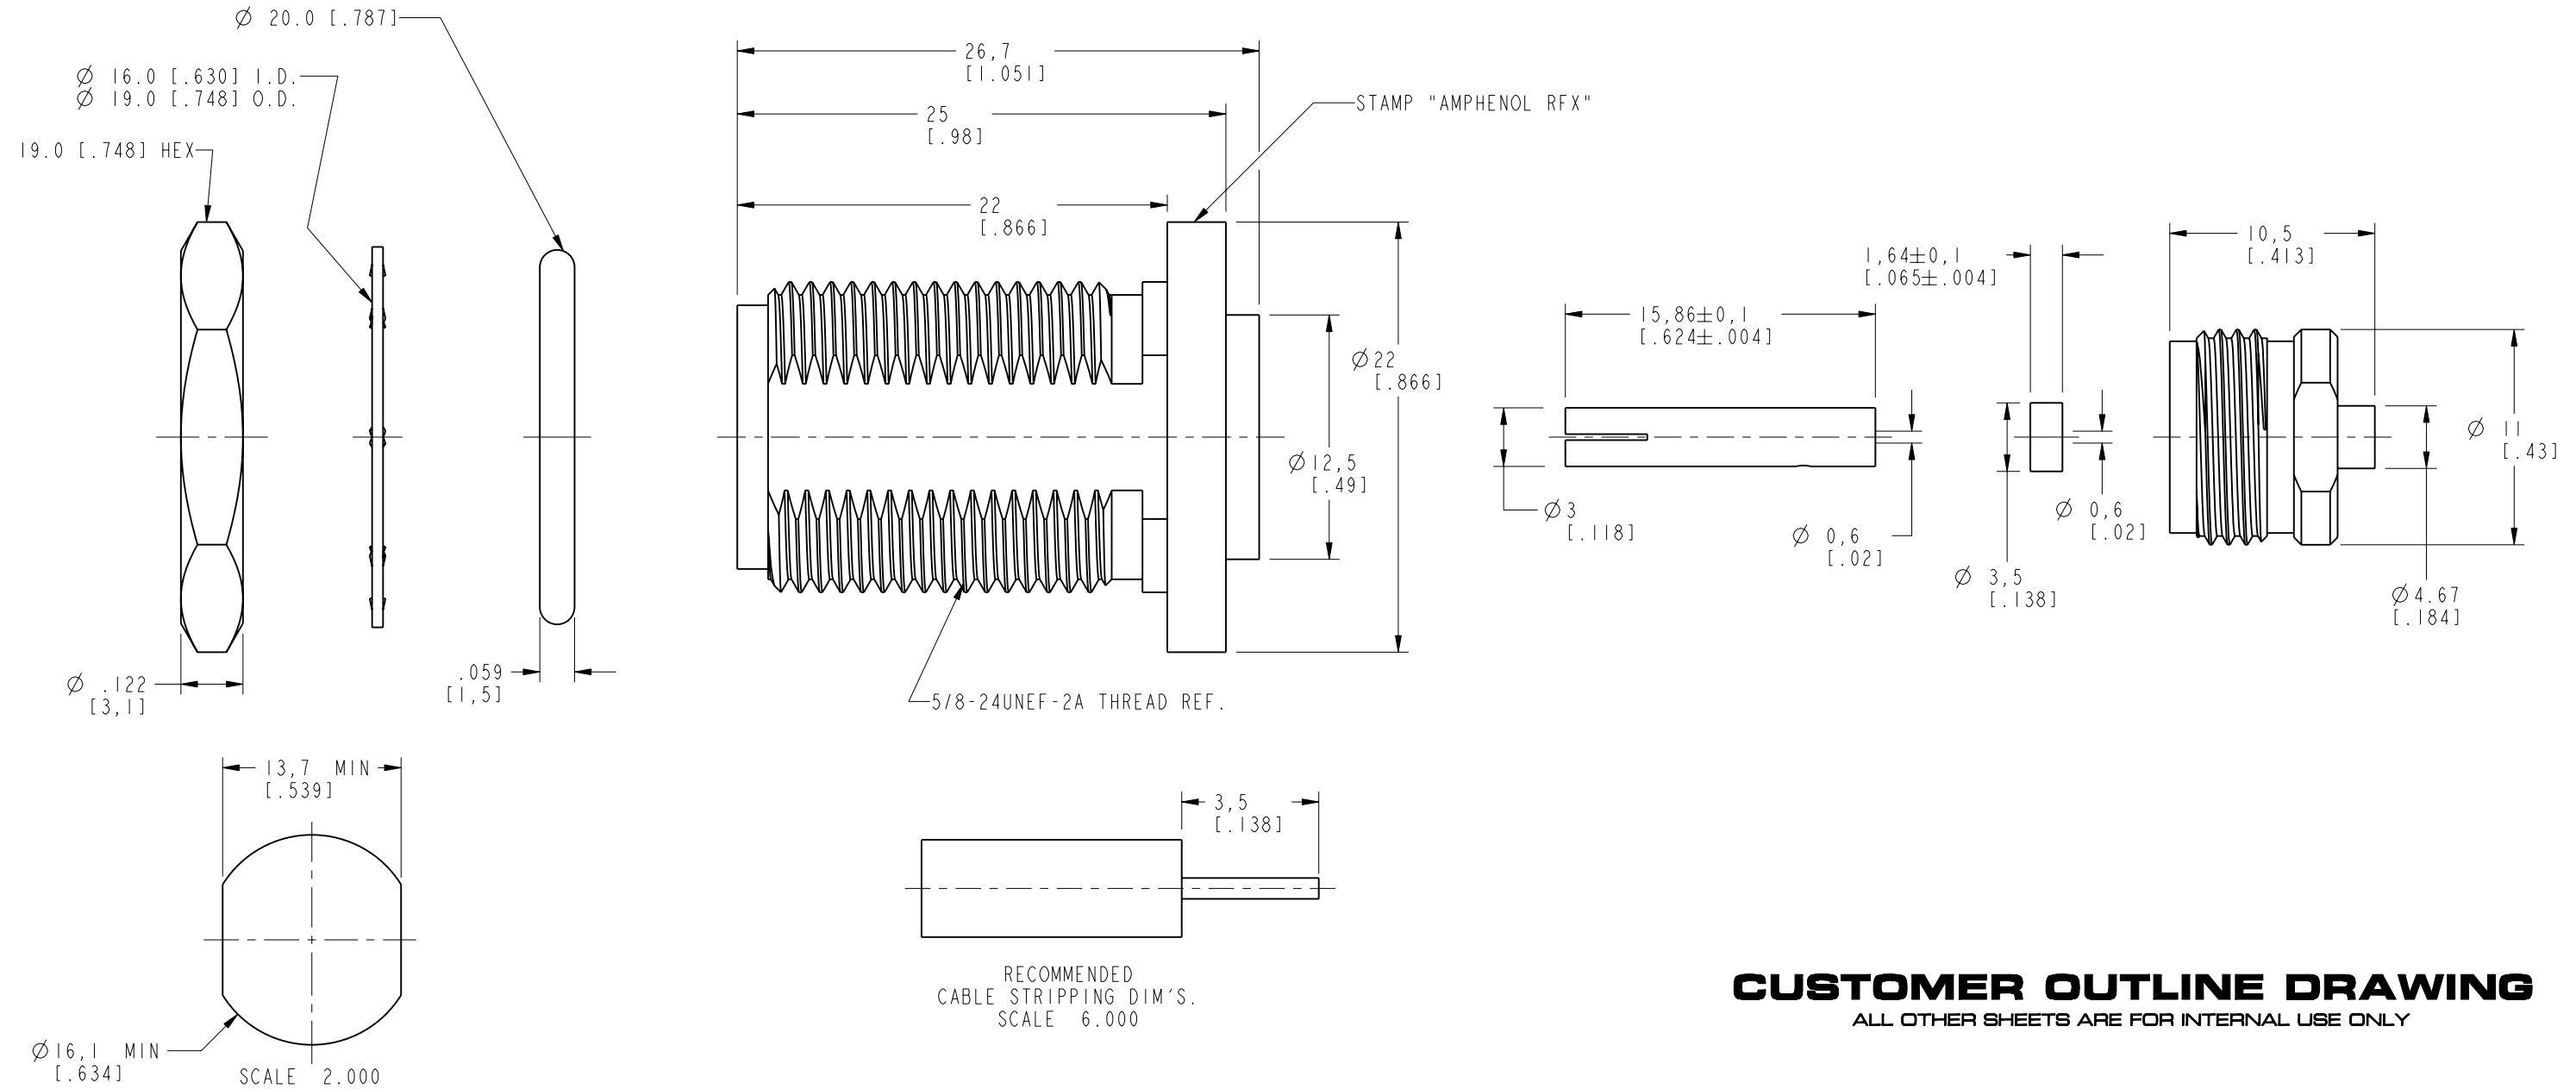 Ø 20.0 [.787]
Ø 16.0 [.630] I.D.
Ø 19.0 [.748] O.D.
19.0 [.748] HEX
Ø .122
[3,1]
.059
[1,5]
26,7
[1.051]
25
[.98]
22
[.866]
STAMP "AMPHENOL RFX"
Ø22
[.866]
Ø12,5
[.49]
5/8-24UNEF-2A THREAD REF.
15,86±0,1
[.624±.004]
Ø3
[.118]
Ø 0,6
[.02]
1,64±0,1
[.065±.004]
Ø 3,5
[.138]
Ø 0,6
[.02]
10,5
[.413]
Ø 11
[.43]
Ø4.67
[.184]
13,7 MIN
[.539]
Ø16,1 MIN
[.634]
SCALE 2.000
3,5
[.138]
RECOMMENDED
CABLE STRIPPING DIM'S.
SCALE 6.000
CUSTOMER OUTLINE DRAWING
ALL OTHER SHEETS ARE FOR INTERNAL USE ONLY